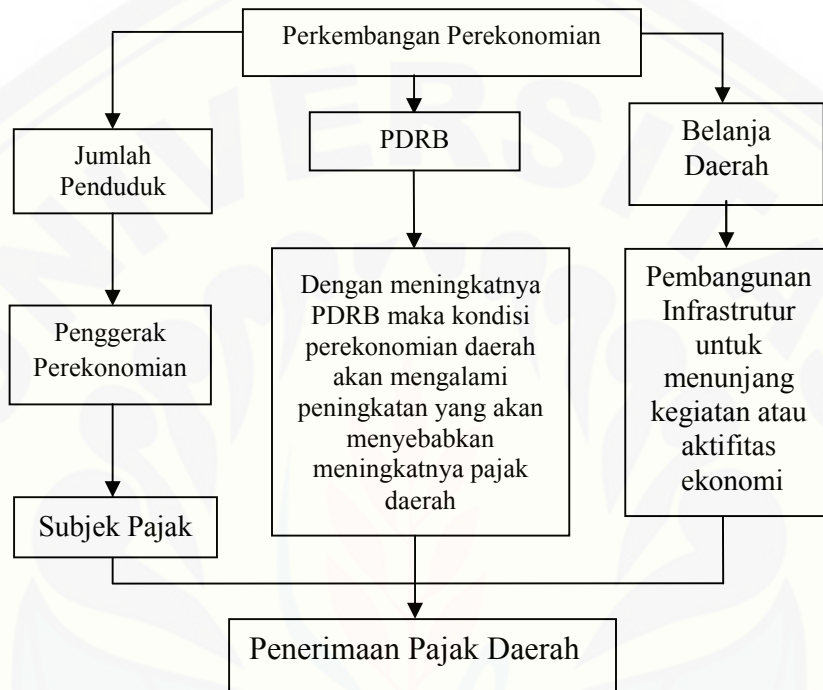 Perkembangan Perekonomian
Jumlah
Penduduk
PDRB
Belanja
Daerah
Penggerak
Perekonomian
Dengan meningkatnya
PDRB maka kondisi
perekonomian daerah
akan mengalami
peningkatan yang akan
menyebabkan
meningkatnya pajak
daerah
Pembangunan
Infrastrutur
untuk
menunjang
kegiatan atau
aktifitas
ekonomi
Subjek Pajak
Penerimaan Pajak Daerah
UNIVERSITAS